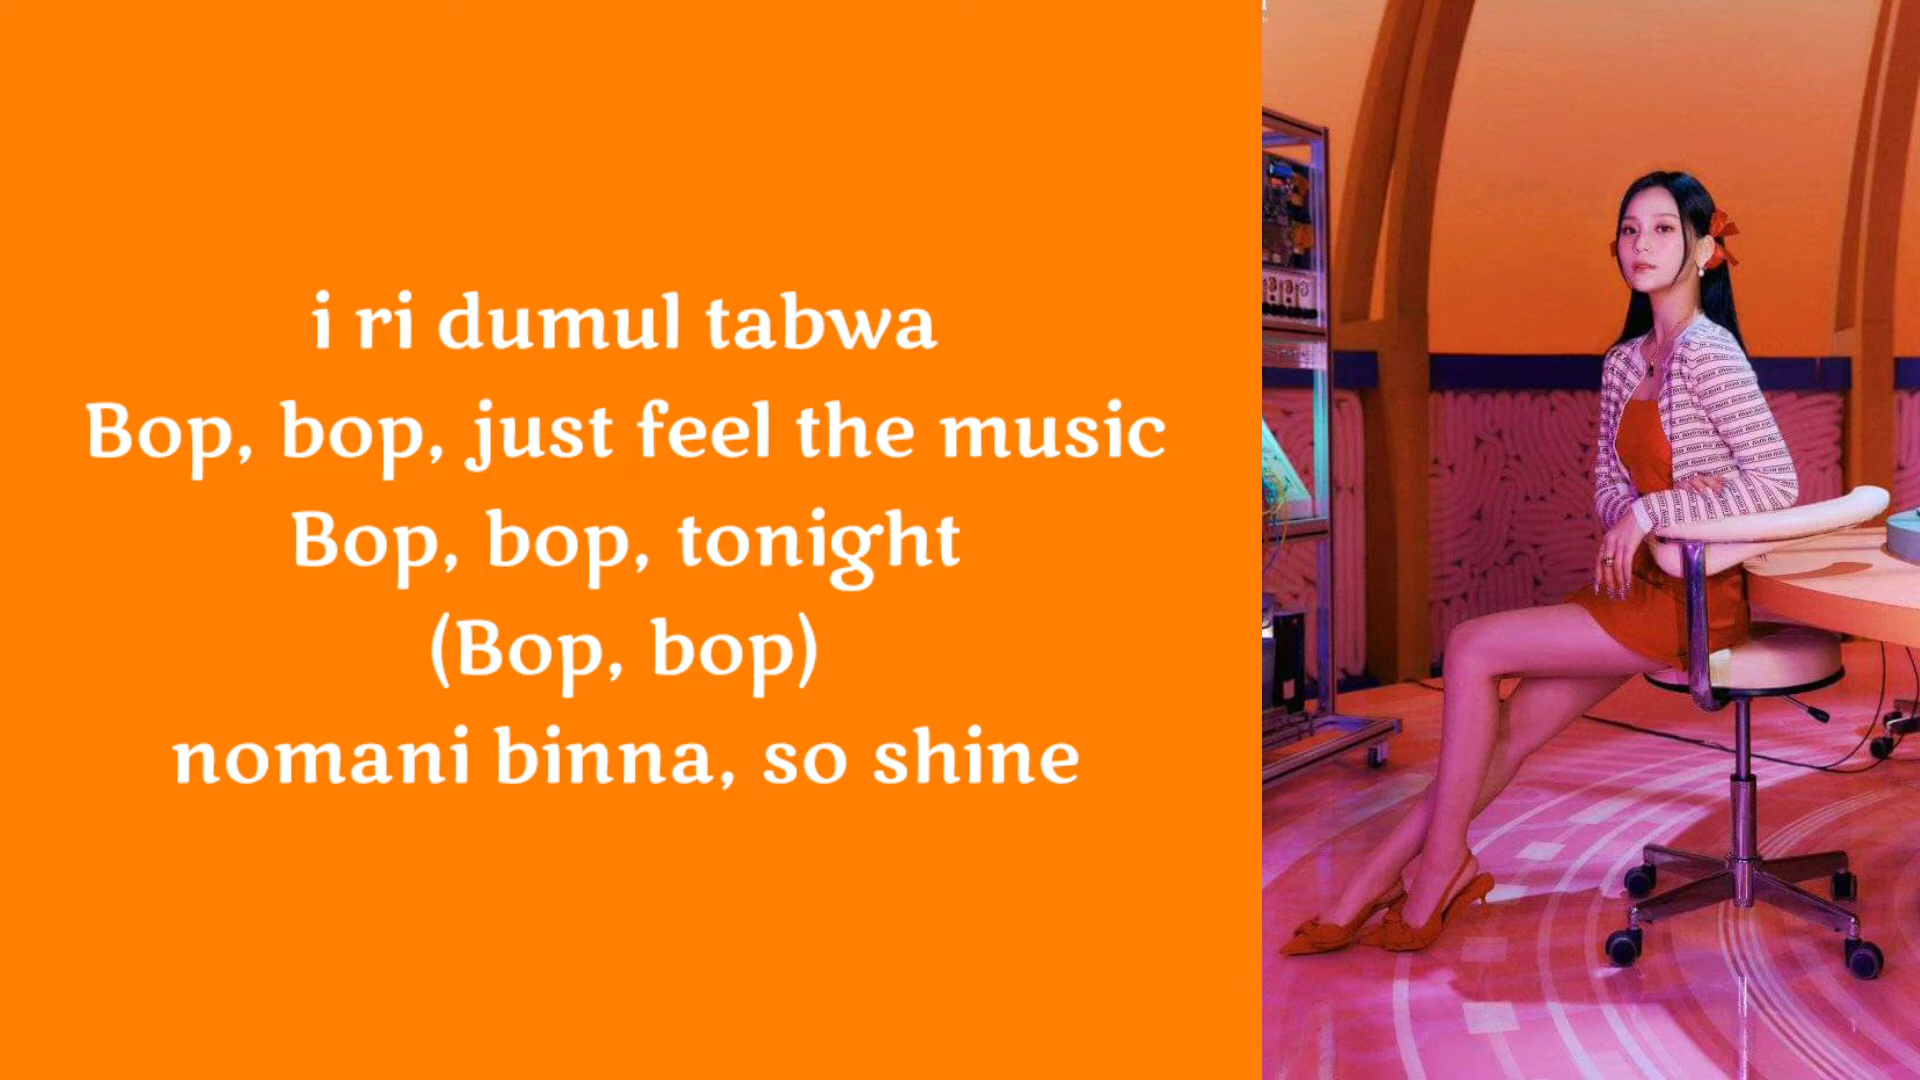 i ri dumul tabwa
Bop, bop, just feel the music
Bop, bop, tonight
(Bop, bop)
nomani binna, so shine